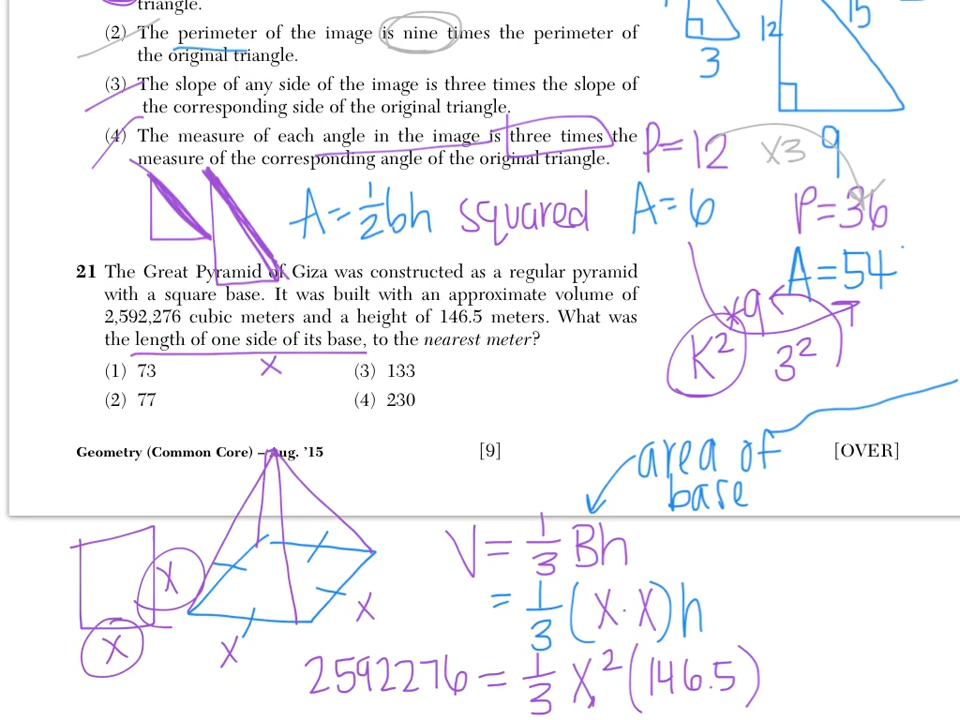 triangle.
(2) The perimeter of the image is nine times the perimeter of
the original triangle.
(3) The slope of any side of the image is three times the slope of
the corresponding side of the original triangle.
(4) The measure of each angle in the image is three times the
measure of the corresponding angle of the original triangle.
3
12
15
9
P=12
x3
P=36
A=½bh squared
A=6
A=54
x9
K²
3²
21 The Great Pyramid of Giza was constructed as a regular pyramid
with a square base. It was built with an approximate volume of
2,592,276 cubic meters and a height of 146.5 meters. What was
the length of one side of its base, to the nearest meter?
x
(1) 73 (3) 133
(2) 77 (4) 230
Geometry (Common Core) – Aug. ’15 [9] [OVER]
area of
base
X
X
X
X
V=⅓Bh
=⅓(X·X)h
2592276=⅓X²(146.5)